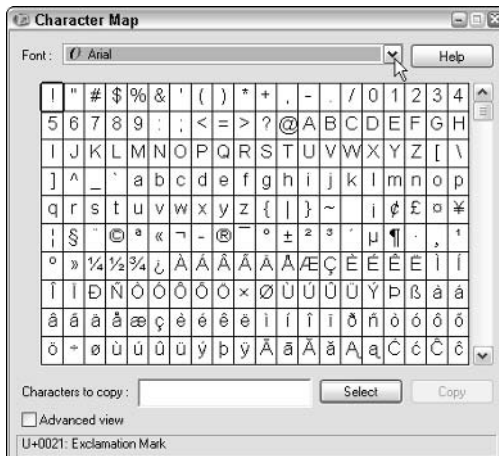 Character Map
Font : O Arial Help
! " # $ % & ' ( ) * + , - . / 0 1 2 3 4
5 6 7 8 9 : ; < = > ? @ A B C D E F G H
I J K L M N O P Q R S T U V W X Y Z [ \
] ^ _ ` a b c d e f g h i j k l m n o p
q r s t u v w x y z { | } ~ ¡ ¢ £ ¤ ¥
¦ § ¨ © ª « ¬ - ® ¯ ° ± ² ³ ´ µ ¶ · ¸ ¹
º » ¼ ½ ¾ ¿ À Á Â Ã Ä Å Æ Ç È É Ê Ë Ì Í
Î Ï Ð Ñ Ò Ó Ô Õ Ö × Ø Ù Ú Û Ü Ý Þ ß à á
â ã ä å æ ç è é ê ë ì í î ï ð ñ ò ó ô õ
ö ÷ ø ù ú û ü ý þ ÿ Ā ā Ă ă Ą ą Ć ć Ĉ ĉ
Characters to copy : Select Copy
Advanced view
U+0021: Exclamation Mark